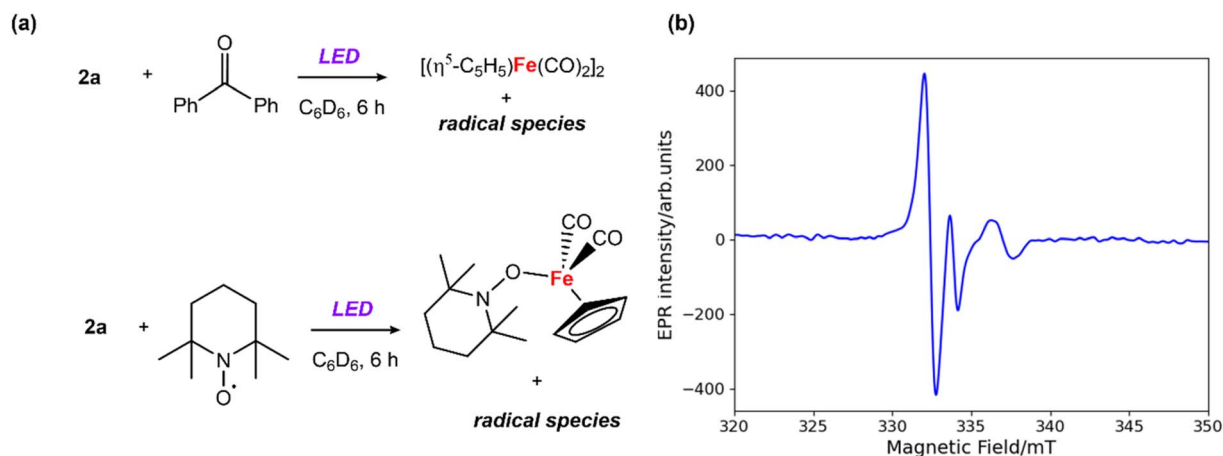 (a)
2a + O Ph Ph LED C₆D₆, 6 h [(η⁵-C₅H₅)Fe(CO)₂]₂
+
radical species
2a + N O· LED C₆D₆, 6 h N O Fe CO CO
+
radical species
(b)
EPR intensity/arb.units
400
200
0
−200
−400
320 325 330 335 340 345 350
Magnetic Field/mT